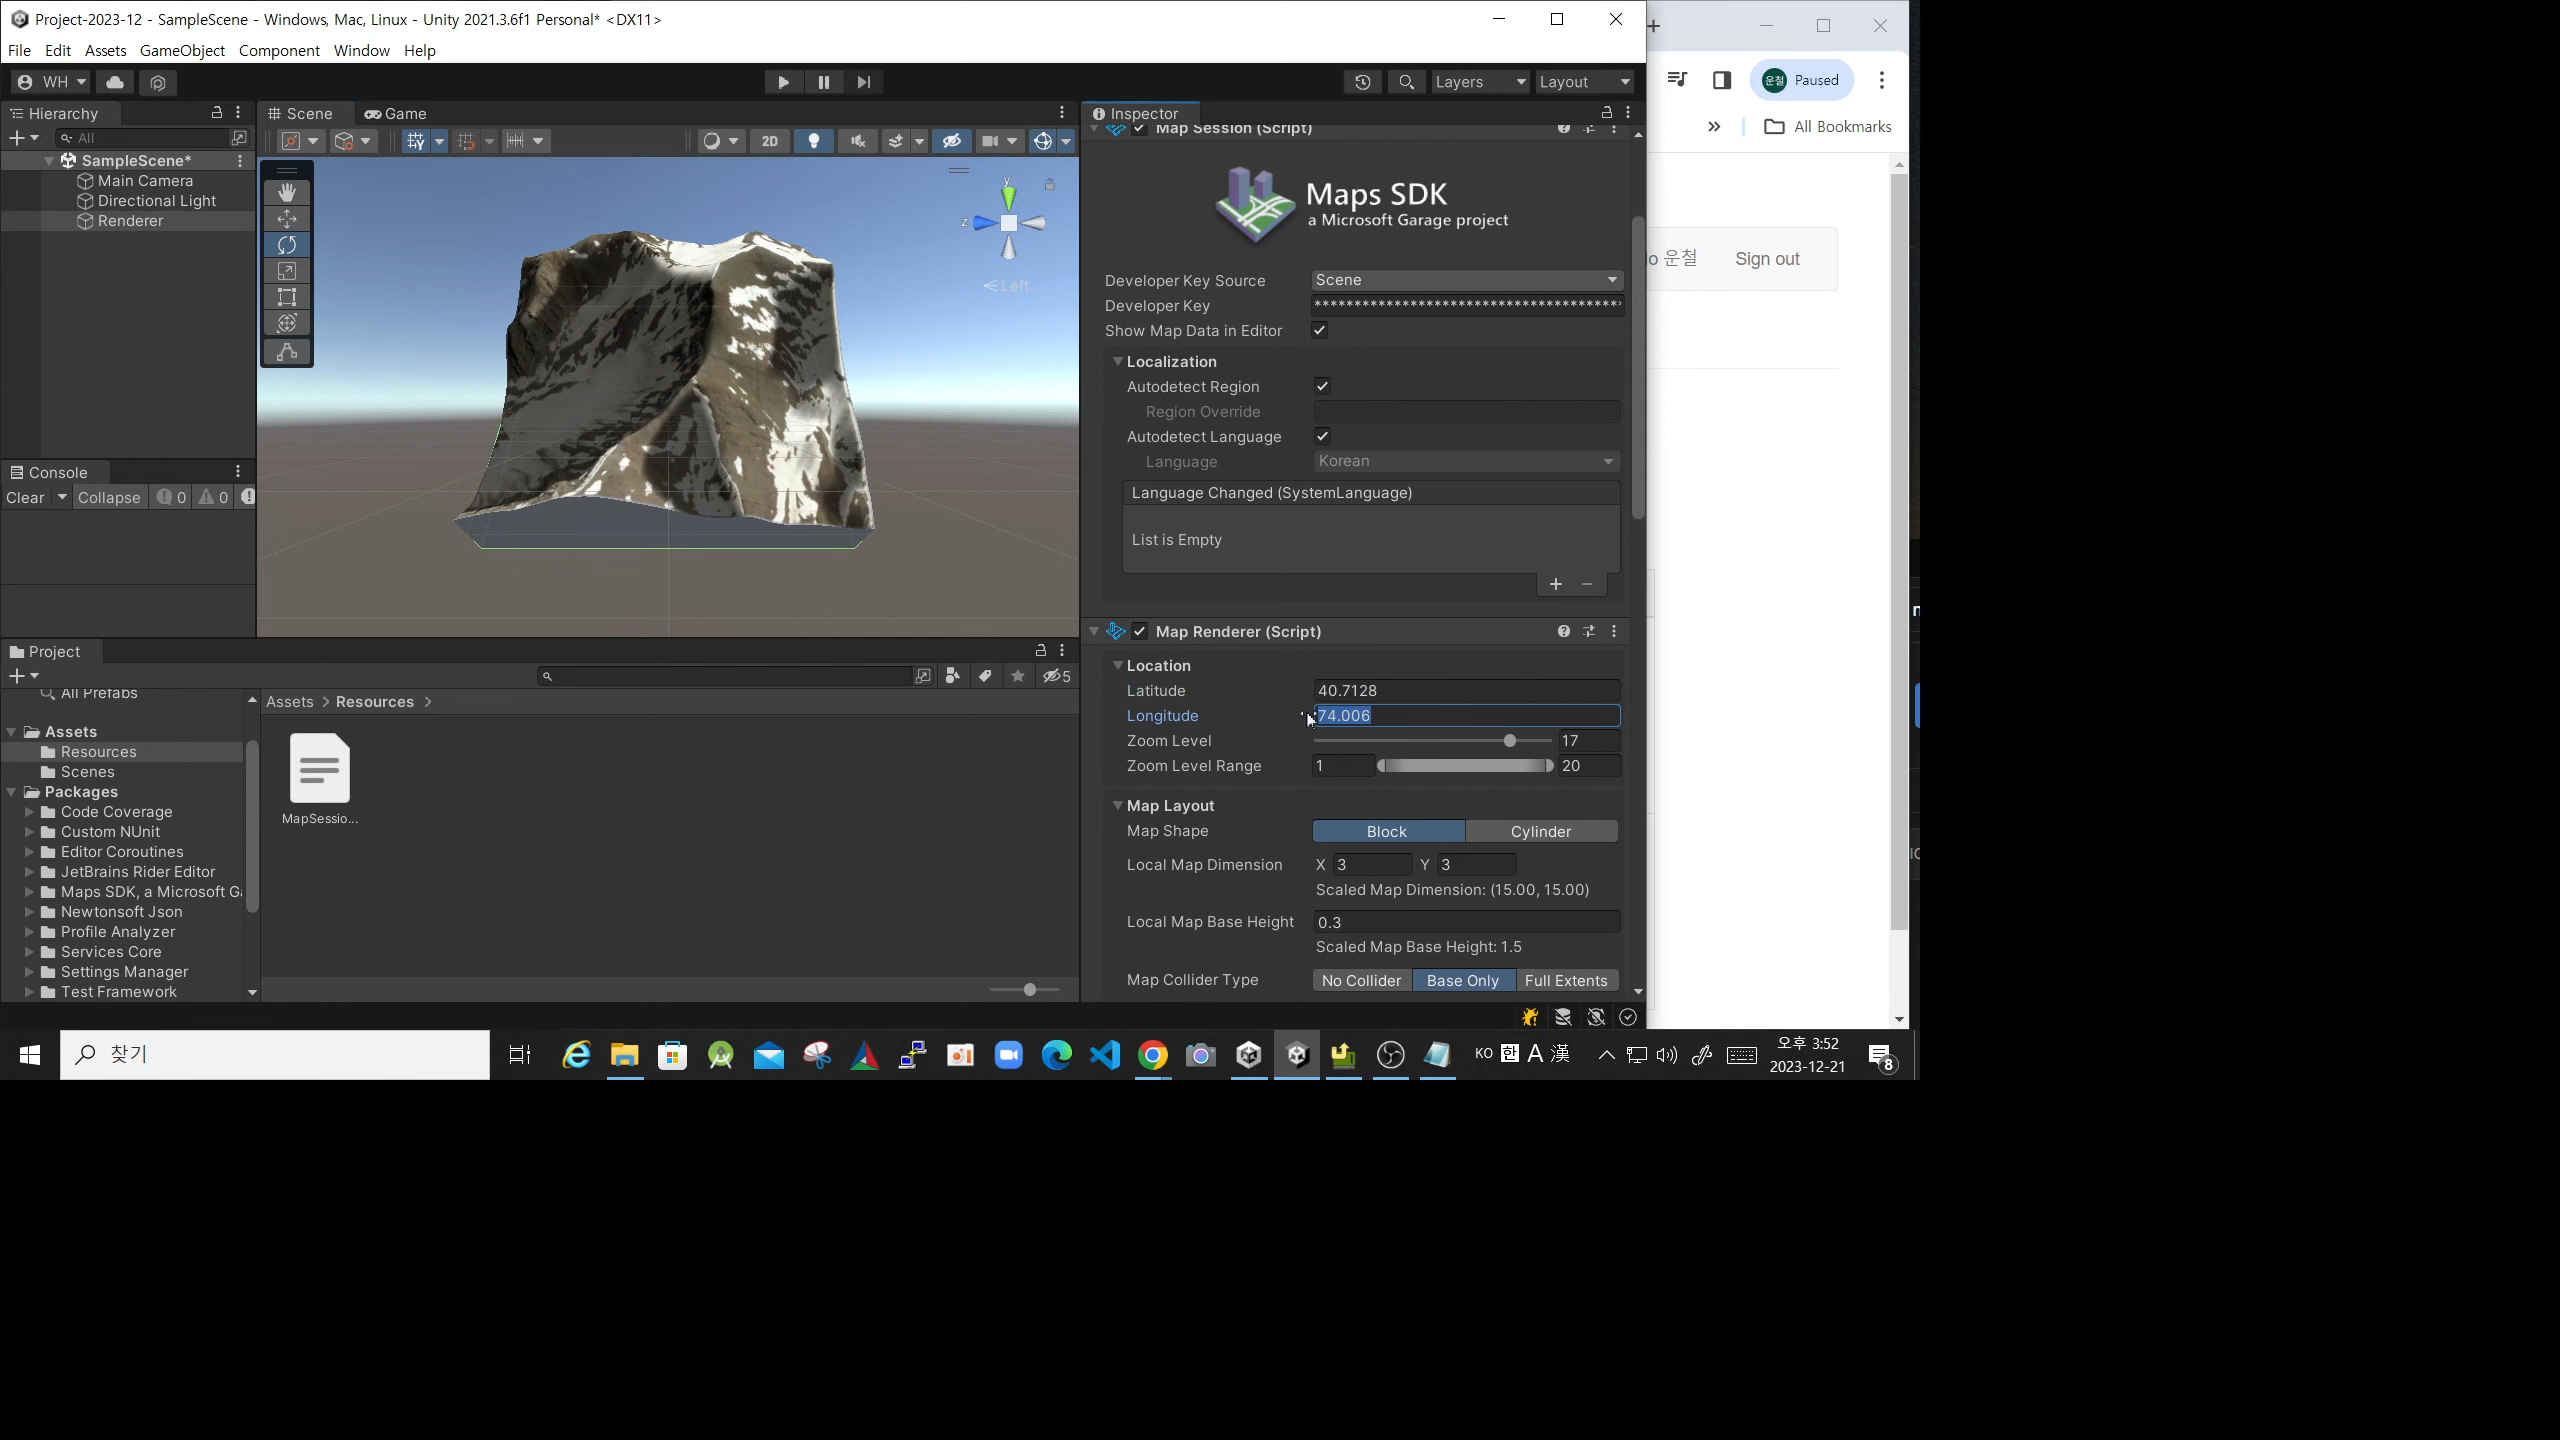 Project-2023-12 - SampleScene - Windows, Mac, Linux - Unity 2021.3.6f1 Personal* <DX11>
File Edit Assets GameObject Component Window Help
WH
Layers
Layout
운철 Paused
All Bookmarks
Hierarchy
All
SampleScene*
Main Camera
Directional Light
Renderer
Scene
Game
2D
y
z
Left
Console
Clear Collapse 0 0
Inspector
Map Session (Script)
Maps SDK
a Microsoft Garage project
Developer Key Source Scene
Developer Key **************************************
Show Map Data in Editor
Localization
Autodetect Region
Region Override
Autodetect Language
Language Korean
Language Changed (SystemLanguage)
List is Empty
Map Renderer (Script)
Location
Latitude 40.7128
Longitude 74.006
Zoom Level 17
Zoom Level Range 1 20
Map Layout
Map Shape Block Cylinder
Local Map Dimension X 3 Y 3
Scaled Map Dimension: (15.00, 15.00)
Local Map Base Height 0.3
Scaled Map Base Height: 1.5
Map Collider Type No Collider Base Only Full Extents
운철 Sign out
Project
5
All Prefabs
Assets
Resources
Scenes
Packages
Code Coverage
Custom NUnit
Editor Coroutines
JetBrains Rider Editor
Maps SDK, a Microsoft Ga
Newtonsoft Json
Profile Analyzer
Services Core
Settings Manager
Test Framework
Assets > Resources >
MapSessio...
찾기
KO 한 A 漢
오후 3:52
2023-12-21
8